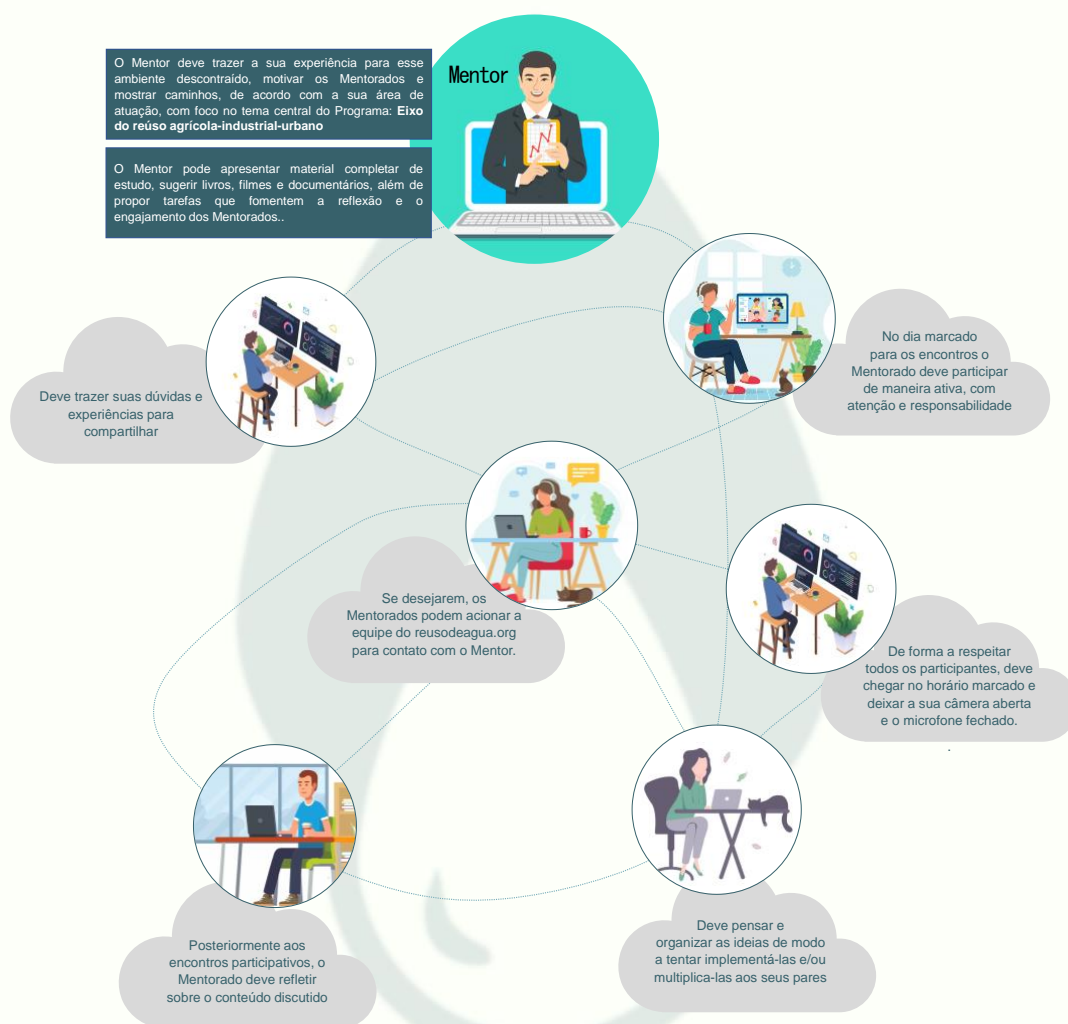 O Mentor deve trazer a sua experiência para esse
ambiente descontraído, motivar os Mentorados e
mostrar caminhos, de acordo com a sua área de
atuação, com foco no tema central do Programa: Eixo
do reúso agrícola-industrial-urbano
Mentor
O Mentor pode apresentar material completar de
estudo, sugerir livros, filmes e documentários, além de
propor tarefas que fomentem a reflexão e o
engajamento dos Mentorados..
No dia marcado
para os encontros o
Mentorado deve participar
de maneira ativa, com
atenção e responsabilidade
Deve trazer suas dúvidas e
experiências para
compartilhar
Se desejarem, os
Mentorados podem acionar a
equipe do reusodeagua.org
para contato com o Mentor.
De forma a respeitar
todos os participantes, deve
chegar no horário marcado e
deixar a sua câmera aberta
e o microfone fechado.
.
Posteriormente aos
encontros participativos, o
Mentorado deve refletir
sobre o conteúdo discutido
Deve pensar e
organizar as ideias de modo
a tentar implementá-las e/ou
multiplica-las aos seus pares